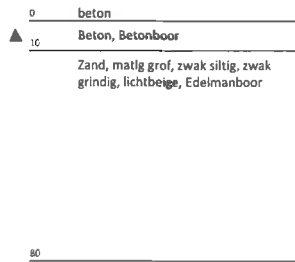 0 beton
Beton, Betonboor
10
Zand, matig grof, zwak siltig, zwak
grindig, lichtbeige, Edelmanboor
80